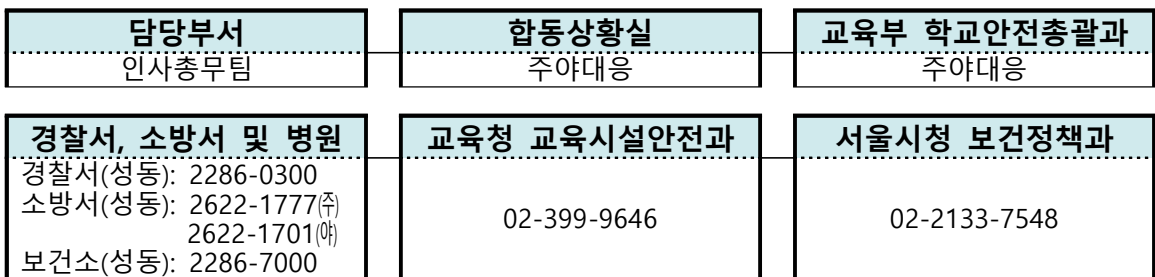 담당부서
인사총무팀
합동상황실
주야대응
교육부 학교안전총괄과
주야대응
경찰서, 소방서 및 병원
경찰서(성동): 2286-0300
소방서(성동): 2622-1777㈜
2622-1701(야)
보건소(성동): 2286-7000
교육청 교육시설안전과
02-399-9646
서울시청 보건정책과
02-2133-7548